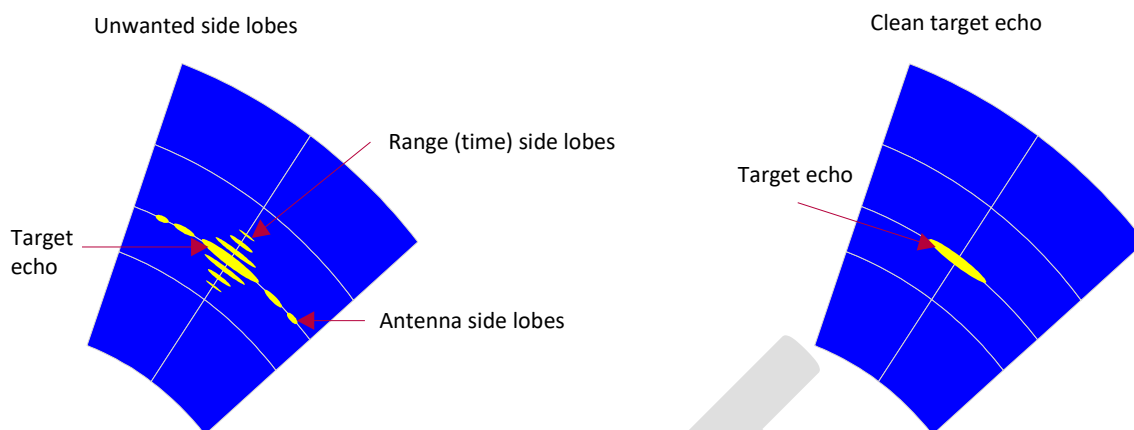 Unwanted side lobes
Range (time) side lobes
Target
echo
Antenna side lobes
Clean target echo
Target echo